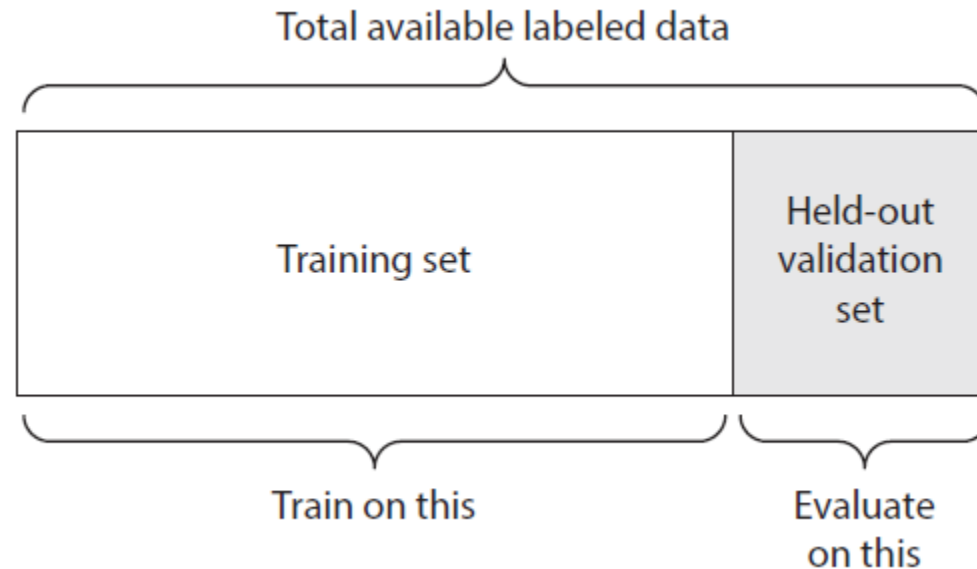 Total available labeled data
Training set
Held-out
validation
set
Train on this
Evaluate
on this